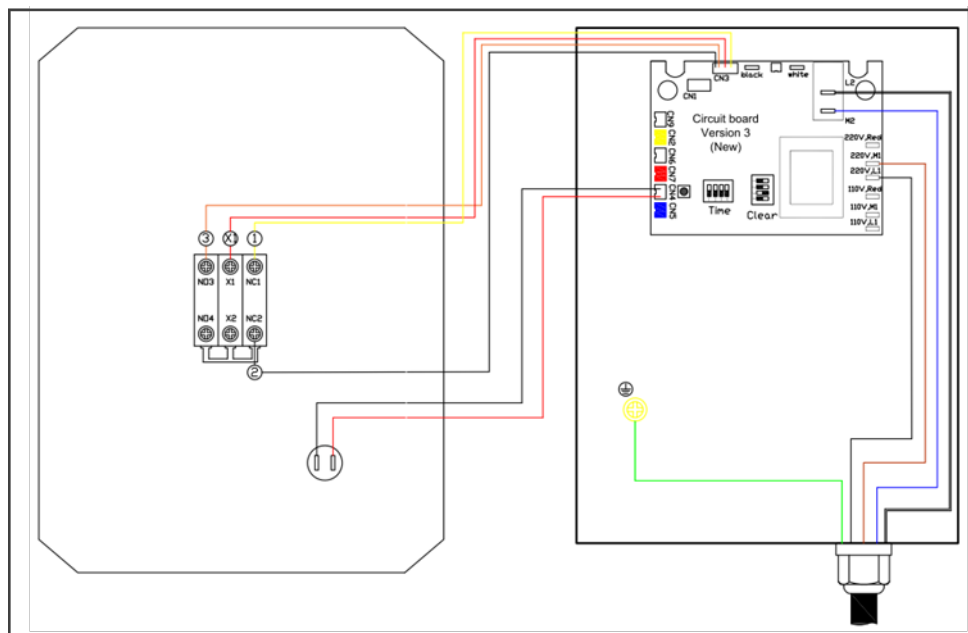 CN3
black
white
L2
CN1
M2
Circuit board
Version 3
(New)
CN9
CN2
CN6
CN7
CN4
CN5
220V,Red
220V,M1
220V,L1
110V,Red
110V,M1
110V,L1
Time
Clear
3
X1
1
NO3
X1
NC1
NO4
X2
NC2
2